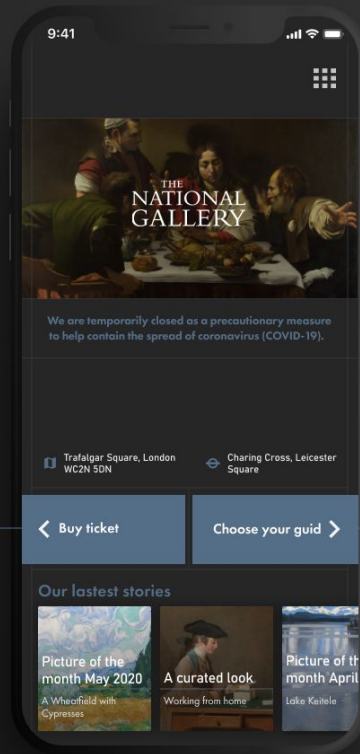 9:41
THE
NATIONAL
GALLERY
We are temporarily closed as a precautionary measure
to help contain the spread of coronavirus (COVID-19).
Trafalgar Square, London
WC2N 5DN
Charing Cross, Leicester
Square
Buy ticket
Choose your guid
Our lastest stories
Picture of the
month May 2020
A Wheatfield with
Cypresses
A curated look
Working from home
Picture of th
month April
Lake Keitele